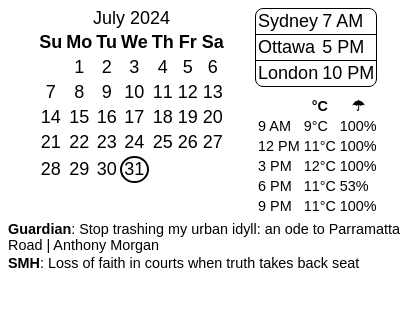 July 2024
Su Mo Tu We Th Fr Sa
1 2 3 4 5 6
7 8 9 10 11 12 13
14 15 16 17 18 19 20
21 22 23 24 25 26 27
28 29 30 31
Sydney 7 AM
Ottawa 5 PM
London 10 PM
°C ☂
9 AM 9°C 100%
12 PM 11°C 100%
3 PM 12°C 100%
6 PM 11°C 53%
9 PM 11°C 100%
Guardian: Stop trashing my urban idyll: an ode to Parramatta
Road | Anthony Morgan
SMH: Loss of faith in courts when truth takes back seat